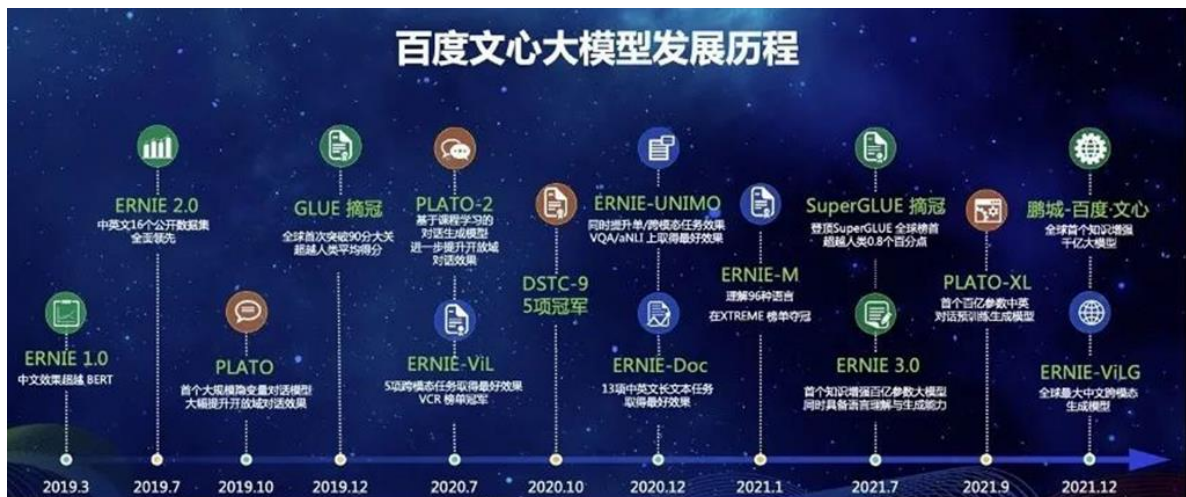 百度文心大模型发展历程
ERNIE 2.0
中英文16个公开数据集
全面领先
GLUE 摘冠
全球首次突破90分大关
超越人类平均得分
PLATO-2
基于课程学习的
对话生成模型
进一步提升开放域
对话效果
DSTC-9
5项冠军
ERNIE-UNIMO
同时提升单/跨模态任务效果
VQA/aNLI 上取得最好效果
ERNIE-M
理解96种语言
在XTREME 榜单夺冠
SuperGLUE 摘冠
登顶SuperGLUE 全球榜首
超越人类0.8个百分点
PLATO-XL
首个百亿参数中英
对话预训练生成模型
鹏城-百度·文心
全球首个知识增强
千亿大模型
ERNIE 1.0
中文效果超越 BERT
PLATO
首个大规模隐变量对话模型
大幅提升开放域对话效果
ERNIE-ViL
5项跨模态任务取得最好效果
VCR 榜单冠军
ERNIE-Doc
13项中英文长文本任务
取得最好效果
ERNIE 3.0
首个知识增强百亿参数大模型
同时具备语言理解与生成能力
ERNIE-ViLG
全球最大中文跨模态
生成模型
2019.3
2019.7
2019.10
2019.12
2020.7
2020.10
2020.12
2021.1
2021.7
2021.9
2021.12